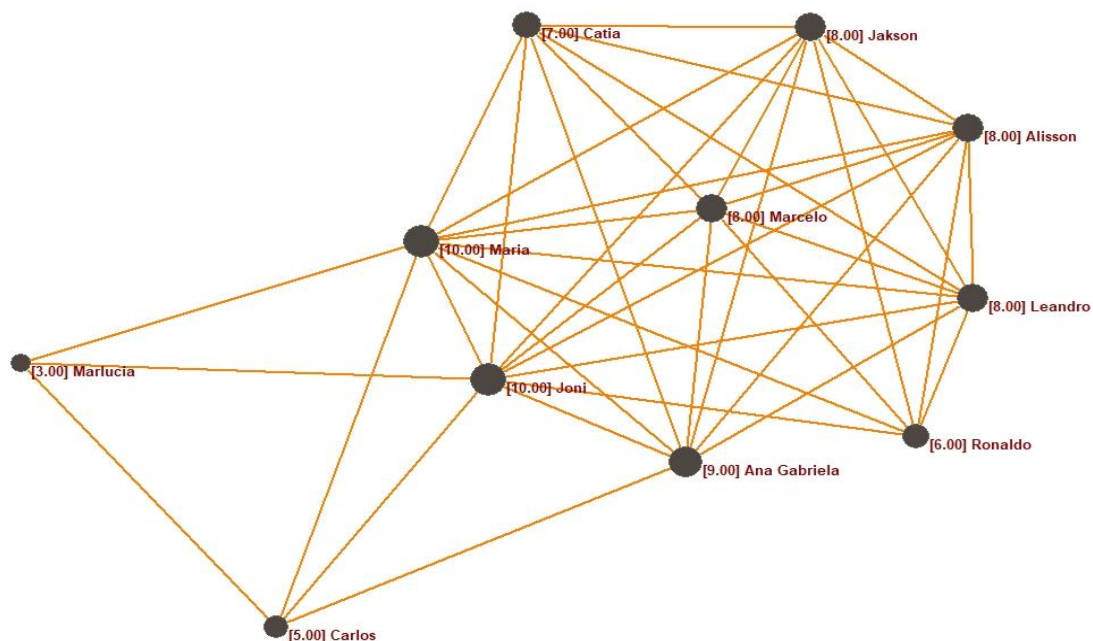 [7.00] Catia
[8.00] Jakson
[8.00] Alisson
[8.00] Marcelo
[10.00] Maria
[8.00] Leandro
[3.00] Marlucia
[10.00] Joni
[6.00] Ronaldo
[9.00] Ana Gabriela
[5.00] Carlos